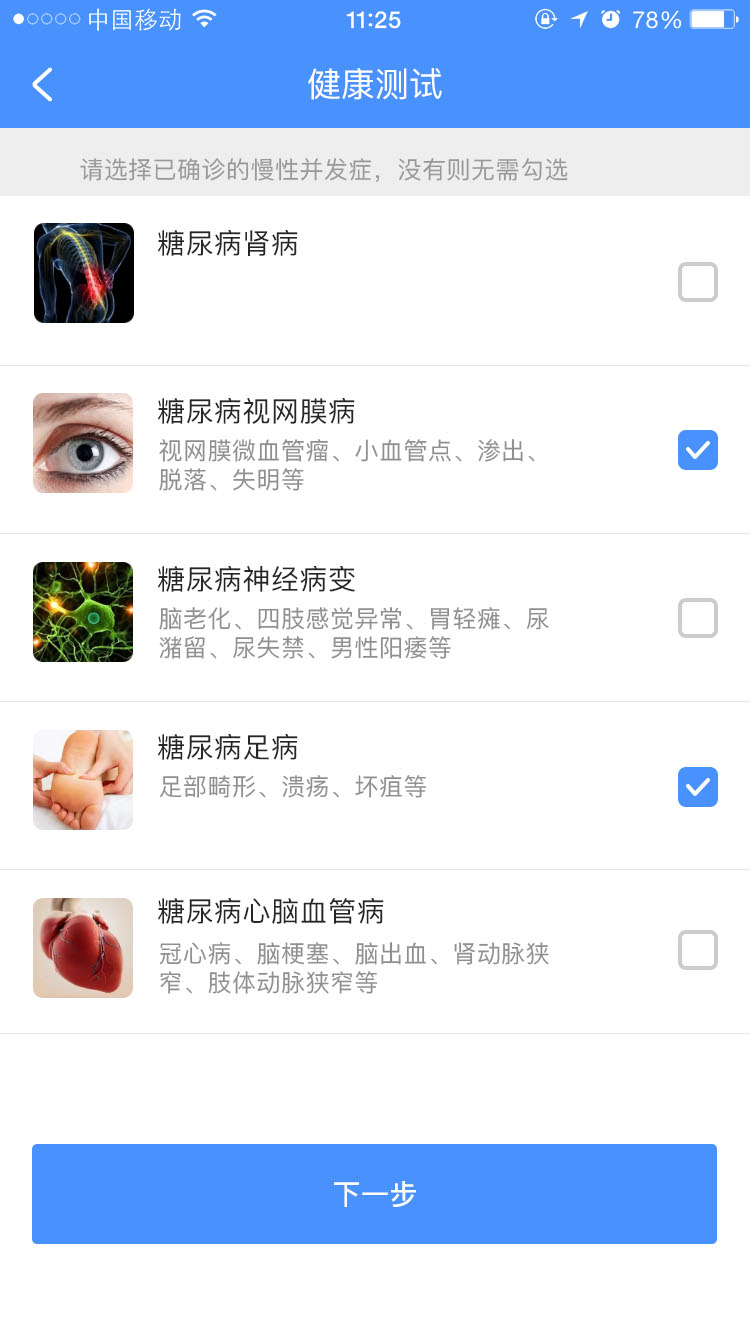 中国移动
11:25
78%
健康测试
请选择已确诊的慢性并发症，没有则无需勾选
糖尿病肾病
糖尿病视网膜病
视网膜微血管瘤、小血管点、渗出、
脱落、失明等
糖尿病神经病变
脑老化、四肢感觉异常、胃轻瘫、尿
潴留、尿失禁、男性阳痿等
糖尿病足病
足部畸形、溃疡、坏疽等
糖尿病心脑血管病
冠心病、脑梗塞、脑出血、肾动脉狭
窄、肢体动脉狭窄等
下一步